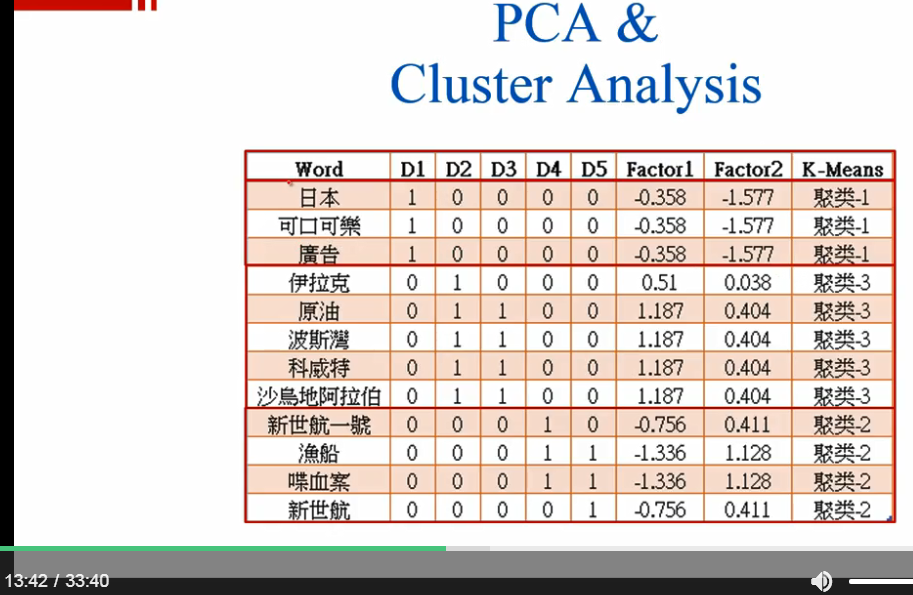 PCA &
Cluster Analysis
Word D1 D2 D3 D4 D5 Factor1 Factor2 K-Means
日本 1 0 0 0 0 -0.358 -1.577 聚类-1
可口可樂 1 0 0 0 0 -0.358 -1.577 聚类-1
廣告 1 0 0 0 0 -0.358 -1.577 聚类-1
伊拉克 0 1 0 0 0 0.51 0.038 聚类-3
原油 0 1 1 0 0 1.187 0.404 聚类-3
波斯灣 0 1 1 0 0 1.187 0.404 聚类-3
科威特 0 1 1 0 0 1.187 0.404 聚类-3
沙烏地阿拉伯 0 1 1 0 0 1.187 0.404 聚类-3
新世航一號 0 0 0 1 0 -0.756 0.411 聚类-2
漁船 0 0 0 1 1 -1.336 1.128 聚类-2
喋血案 0 0 0 1 1 -1.336 1.128 聚类-2
新世航 0 0 0 0 1 -0.756 0.411 聚类-2
13:42 / 33:40